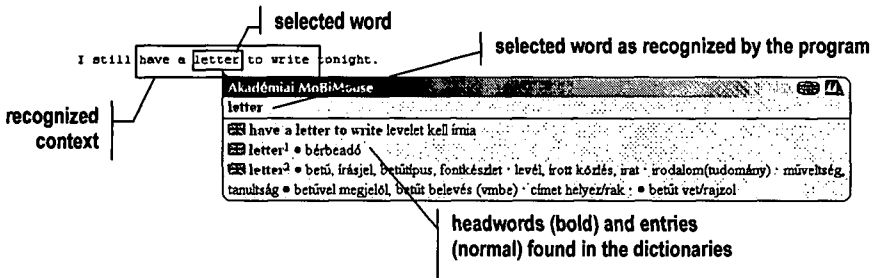 selected word
I still have a letter to write tonight.
selected word as recognized by the program
recognized
context
Akadémiai MoBiMouse
letter
have a letter to write levelet kell írnia
letter1 • bérbeadó
letter2 • betű, írásjel, betűtípus, fontkészlet · levél, írott közlés, irat · irodalom(tudomány) · műveltség,
tanultság • betűvel megjelöl, betűt belevés (vmbe) · címet helyez/rak · • betűt vet/rajzol
headwords (bold) and entries
(normal) found in the dictionaries